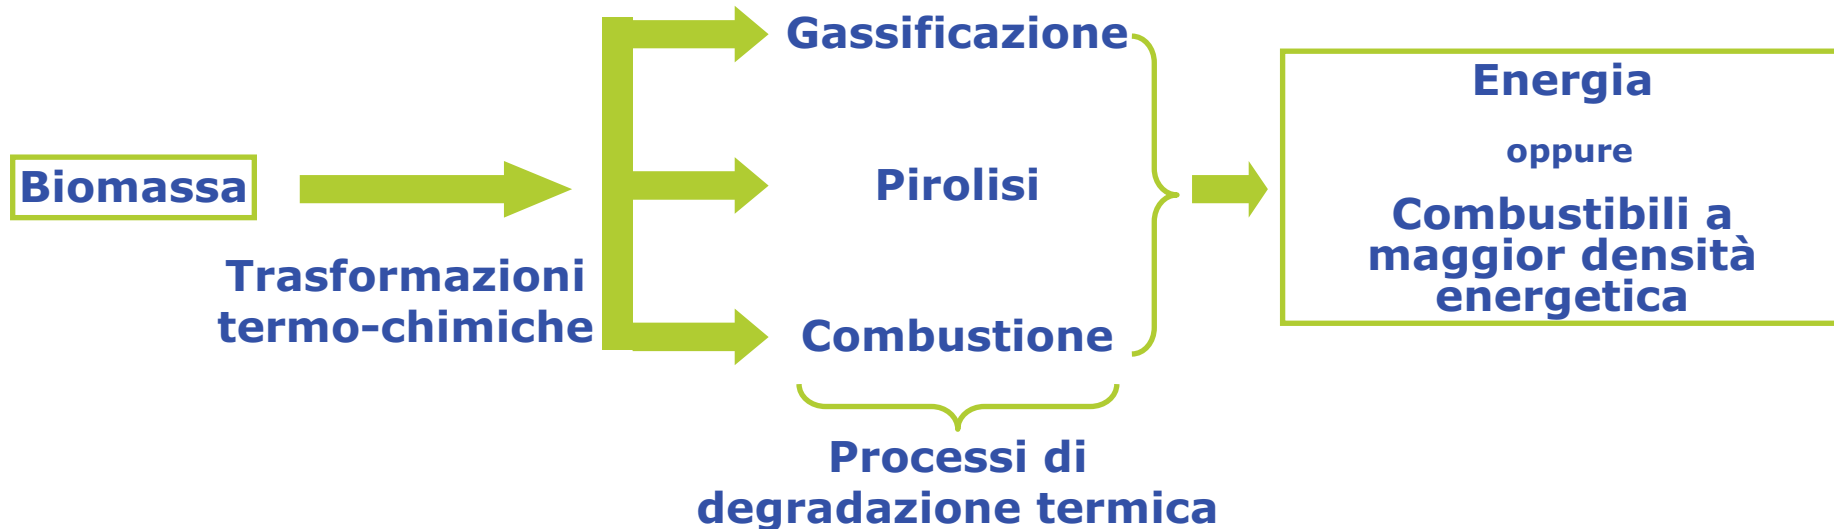 Biomassa
Trasformazioni
termo-chimiche
Gassificazione
Pirolisi
Combustione
Processi di
degradazione termica
Energia
oppure
Combustibili a
maggior densità
energetica